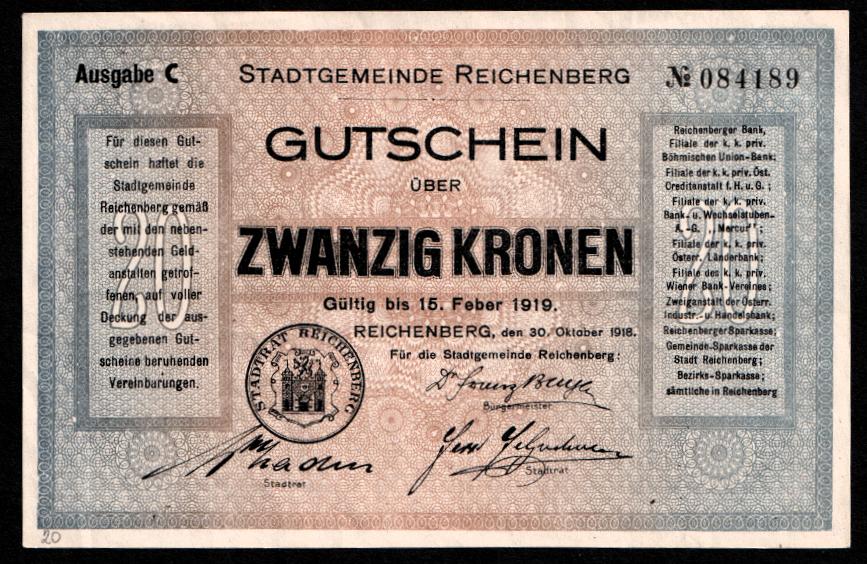 Ausgabe C
STADTGEMEINDE REICHENBERG
№ 084189
GUTSCHEIN
ÜBER
ZWANZIG KRONEN
Gültig bis 15. Feber 1919.
REICHENBERG, den 30. Oktober 1918.
Für die Stadtgemeinde Reichenberg:
Dr Franz
Bürgermeister
Stadtrat
Stadtrat
STADTRAT REICHENBERG
Für diesen Gut-
schein haftet die
Stadtgemeinde
Reichenberg gemäß
der mit den neben-
stehenden Geld-
anstalten getrof-
fenen, auf voller
Deckung der aus-
gegebenen Gut-
scheine beruhenden
Vereinbarungen.
20
Reichenberger Bank,
Filiale der k. k. priv.
Böhmischen Union-Bank;
Filiale der k. k. priv. Öst.
Creditanstalt f. H. u. G.;
Filiale der k. k. priv.
Bank- u. Wechselstuben-
A.-G. „Mercur";
Filiale der k. k. priv.
Österr. Länderbank;
Filiale des k. k. priv.
Wiener Bank-Vereines;
Zweiganstalt der Österr.
Industr.- u. Handelsbank;
Reichenberger Sparkasse;
Gemeinde-Sparkasse der
Stadt Reichenberg;
Bezirks-Sparkasse;
sämtliche in Reichenberg
20
20